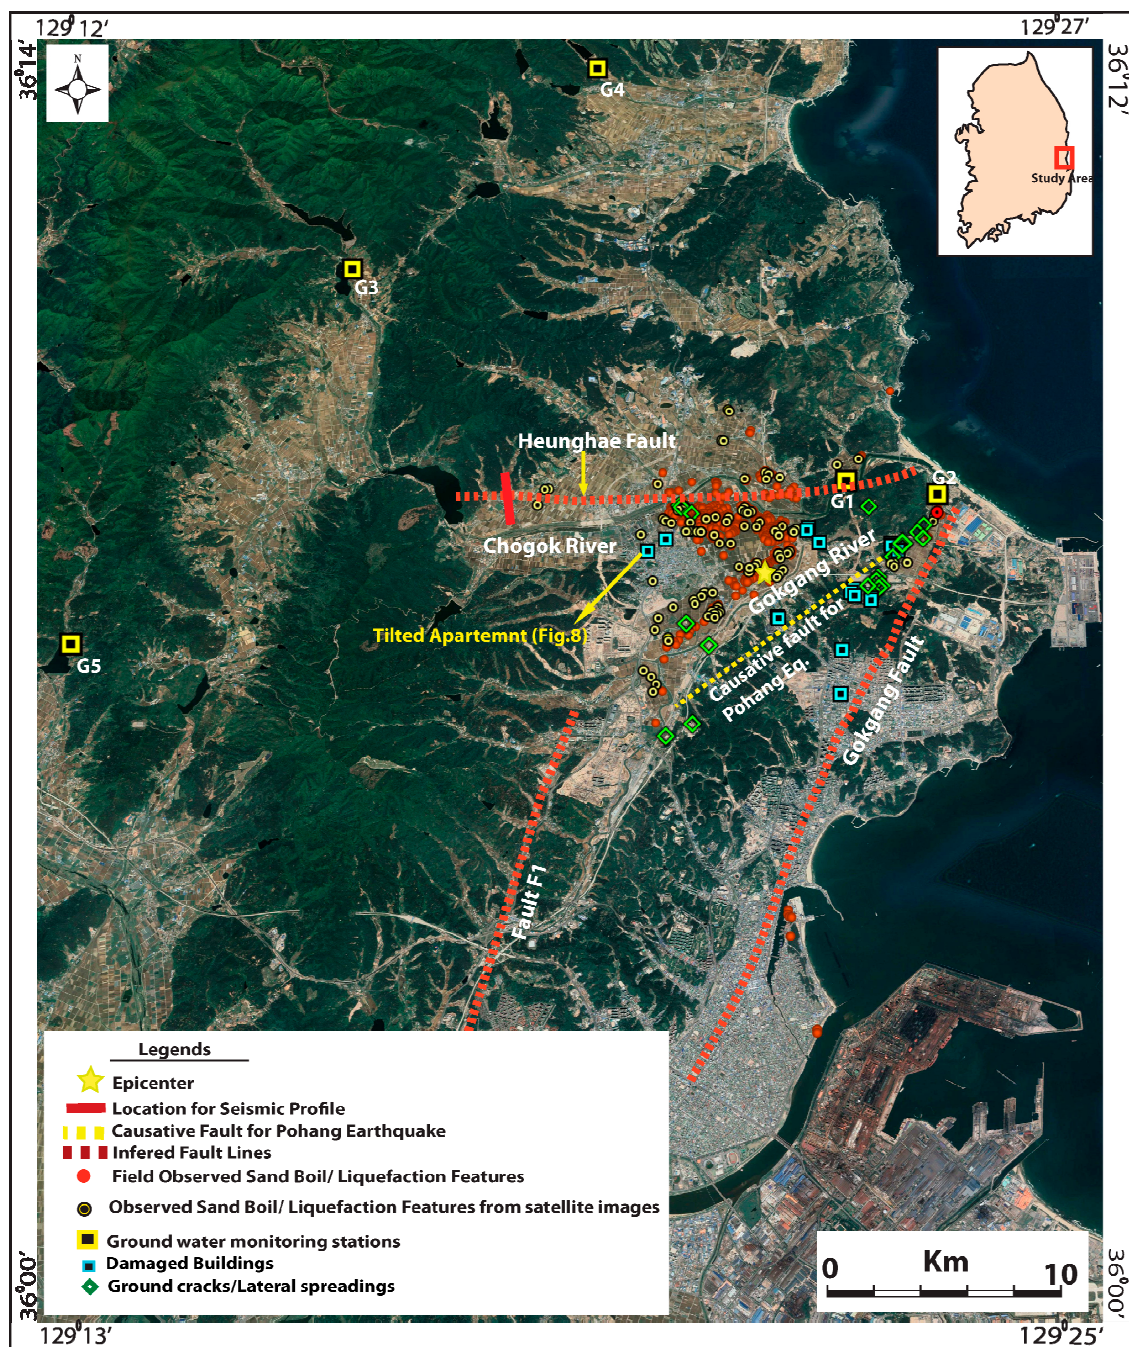 129°12′
129°27′
36°14′
36°12′
N
G4
Study Area
G3
Heunghae Fault
G2
G1
Chogok River
Gokgang River
Tilted Apartemnt (Fig.8)
Causative fault for
Pohang Eq.
G5
Gokgang Fault
Fault F1
Legends
Epicenter
Location for Seismic Profile
Causative Fault for Pohang Earthquake
Infered Fault Lines
Field Observed Sand Boil/ Liquefaction Features
Observed Sand Boil/ Liquefaction Features from satellite images
Ground water monitoring stations
Damaged Buildings
Ground cracks/Lateral spreadings
Km
0 10
36°00′
36°00′
129°13′
129°25′